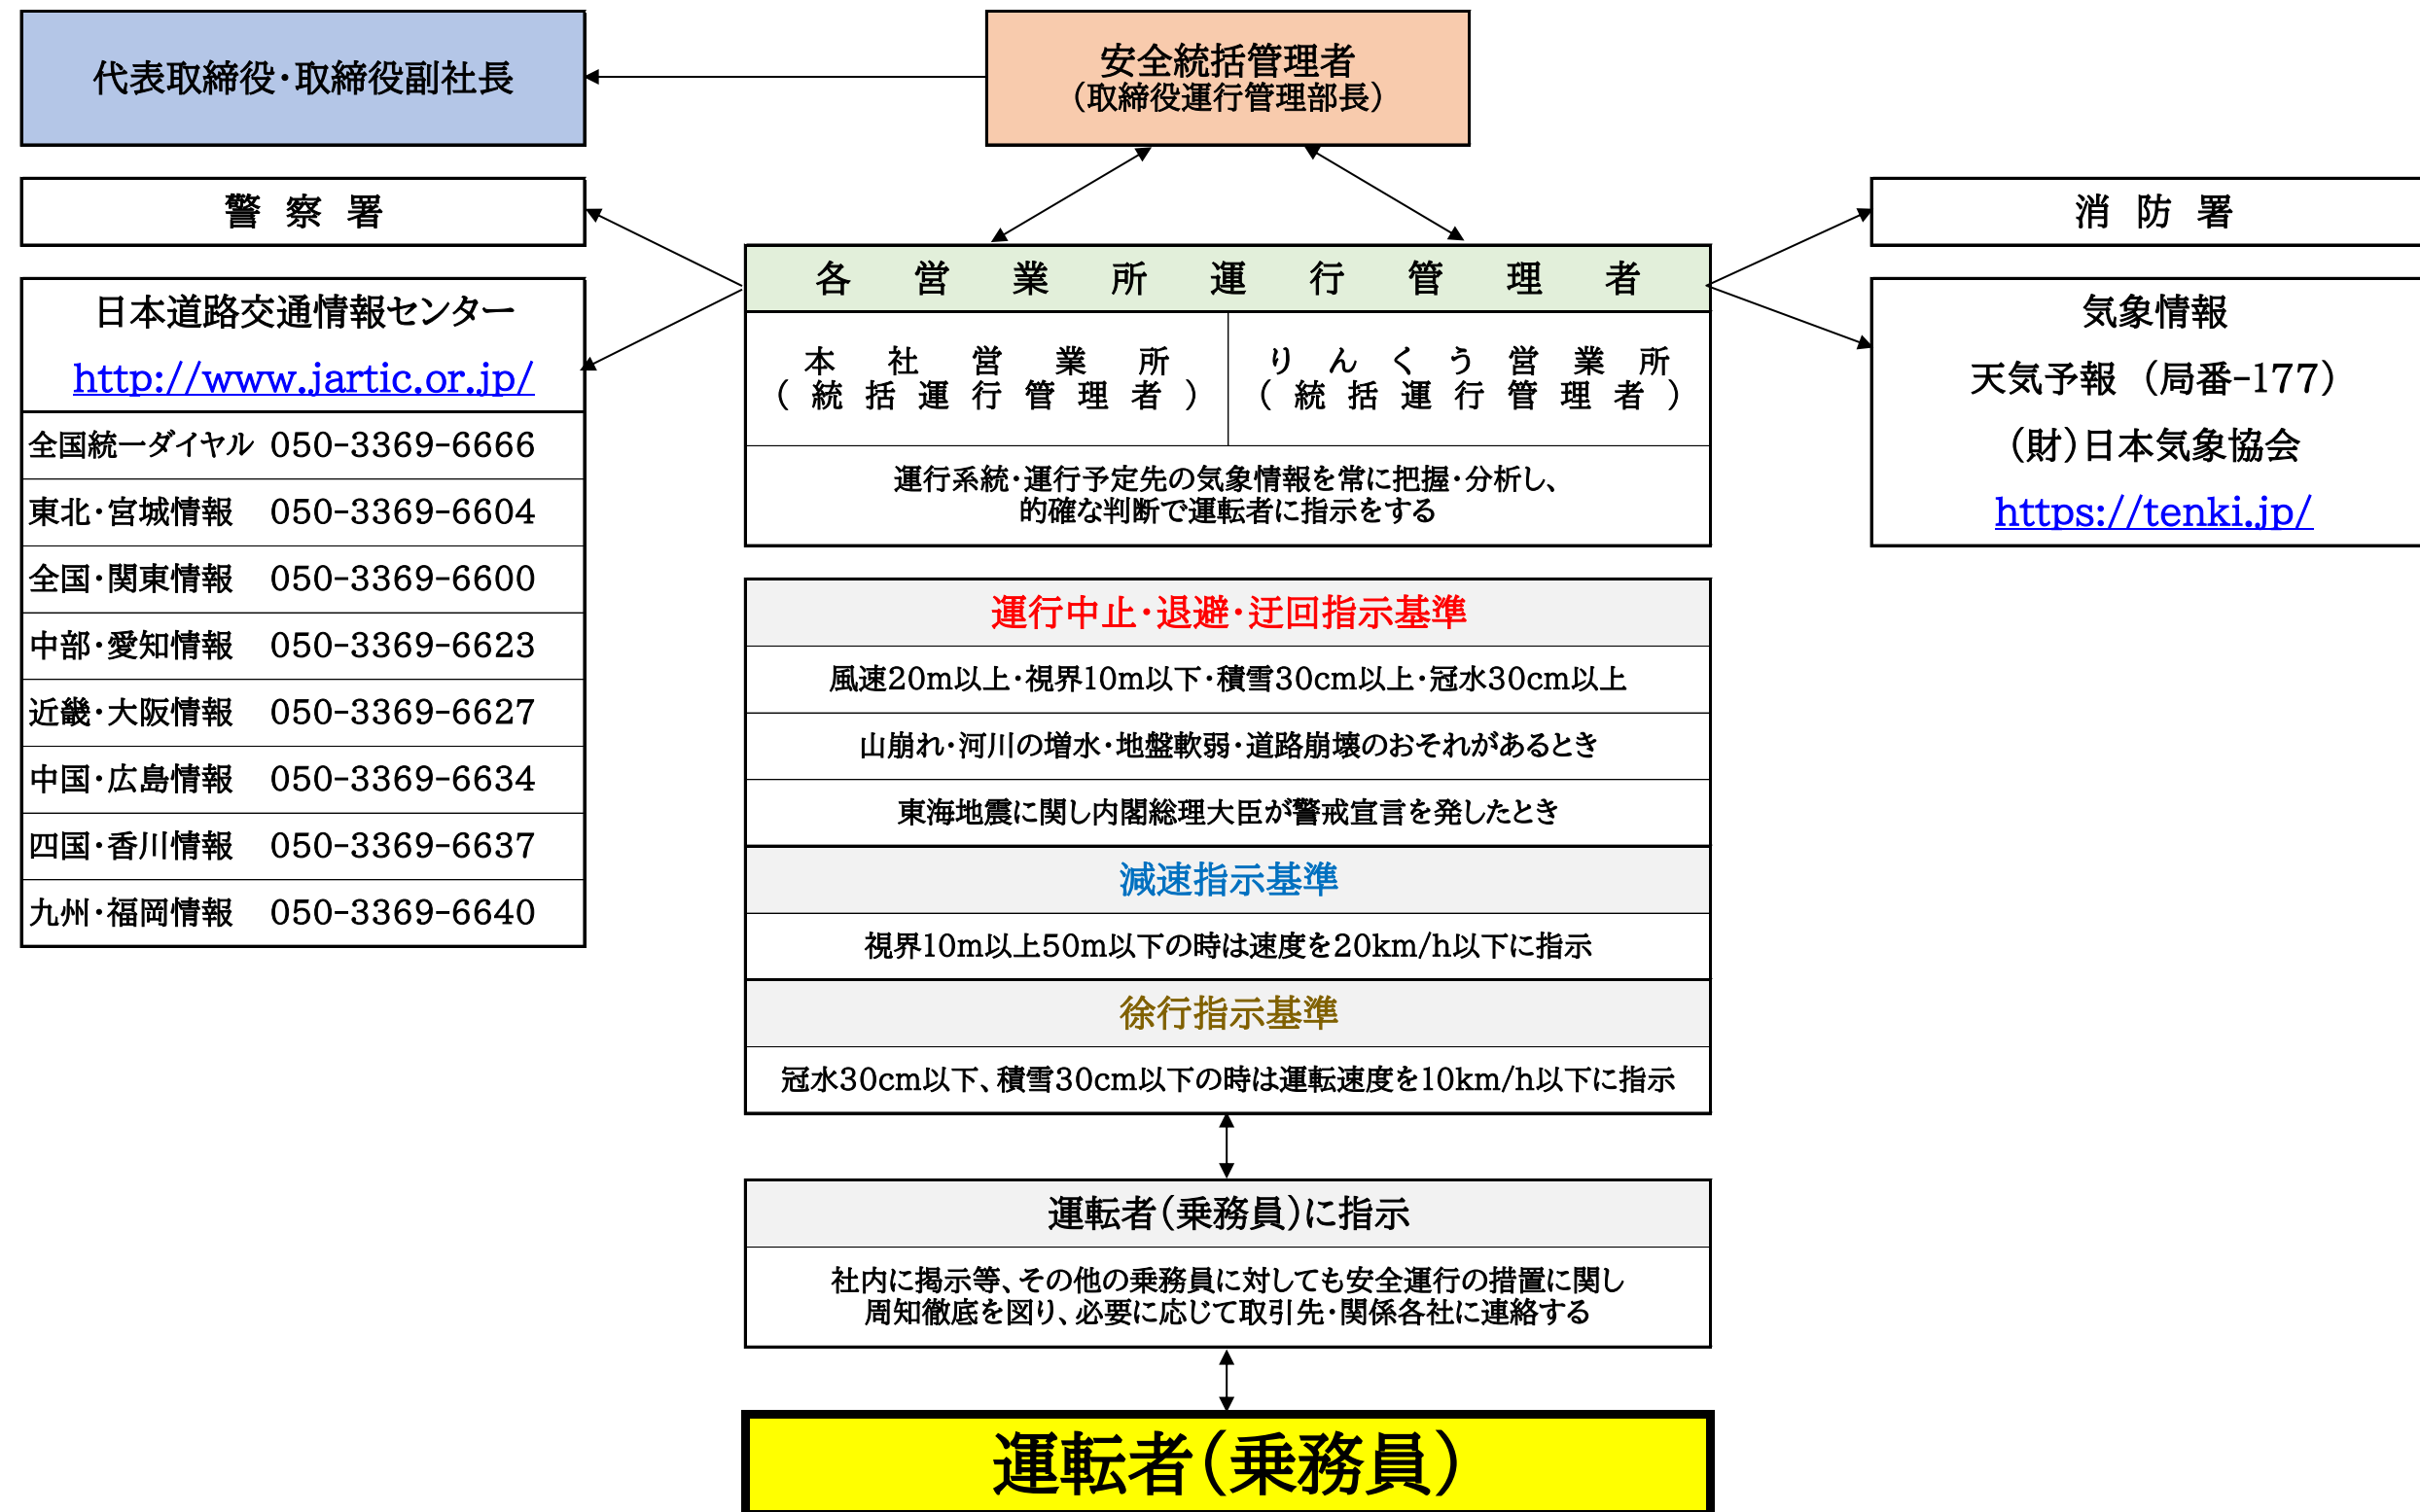 代表取締役・取締役副社長
安全統括管理者
（取締役運行管理部長）
警 察 署
消 防 署
日本道路交通情報センター
http://www.jartic.or.jp/
全国統一ダイヤル 050-3369-6666
東北・宮城情報 050-3369-6604
全国・関東情報 050-3369-6600
中部・愛知情報 050-3369-6623
近畿・大阪情報 050-3369-6627
中国・広島情報 050-3369-6634
四国・香川情報 050-3369-6637
九州・福岡情報 050-3369-6640
各 営 業 所 運 行 管 理 者
本 社 営 業 所
（ 統 括 運 行 管 理 者 ）
り ん く う 営 業 所
（ 統 括 運 行 管 理 者 ）
運行系統・運行予定先の気象情報を常に把握・分析し、
的確な判断で運転者に指示をする
気象情報
天気予報 （局番-177）
（財）日本気象協会
https://tenki.jp/
運行中止・退避・迂回指示基準
風速20m以上・視界10m以下・積雪30cm以上・冠水30cm以上
山崩れ・河川の増水・地盤軟弱・道路崩壊のおそれがあるとき
東海地震に関し内閣総理大臣が警戒宣言を発したとき
減速指示基準
視界10m以上50m以下の時は速度を20km/h以下に指示
徐行指示基準
冠水30cm以下、積雪30cm以下の時は運転速度を10km/h以下に指示
運転者（乗務員）に指示
社内に掲示等、その他の乗務員に対しても安全運行の措置に関し
周知徹底を図り、必要に応じて取引先・関係各社に連絡する
運転者（乗務員）